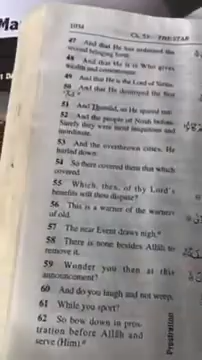 Ma
1094
Ch. 53- THE STAR
47 And that He has ordained the
second bringing forth
48 And that He it is Who gives
wealth and contentment
49 And that He is the Lord of Sirius.
50 And that He destroyed the first
'Ad
51 And Thamūd, so He spared not
52 And the people of Noah before.
Surely they were most iniquitous and
inordinate.
53 And the overthrown cities, He
hurled down
54 So there covered them that which
covered
55 Which, then, of thy Lord's
benefits will thou dispute?
56 This is a warner of the warners
of old.
57 The near Event draws nigh.
58 There is none besides Allāh to
remove it.
59 Wonder you then at this
announcement?
60 And do you laugh and not weep,
61 While you sport?
62 So bow down in pros-
tration before Allāh and
serve (Him).
Prostration